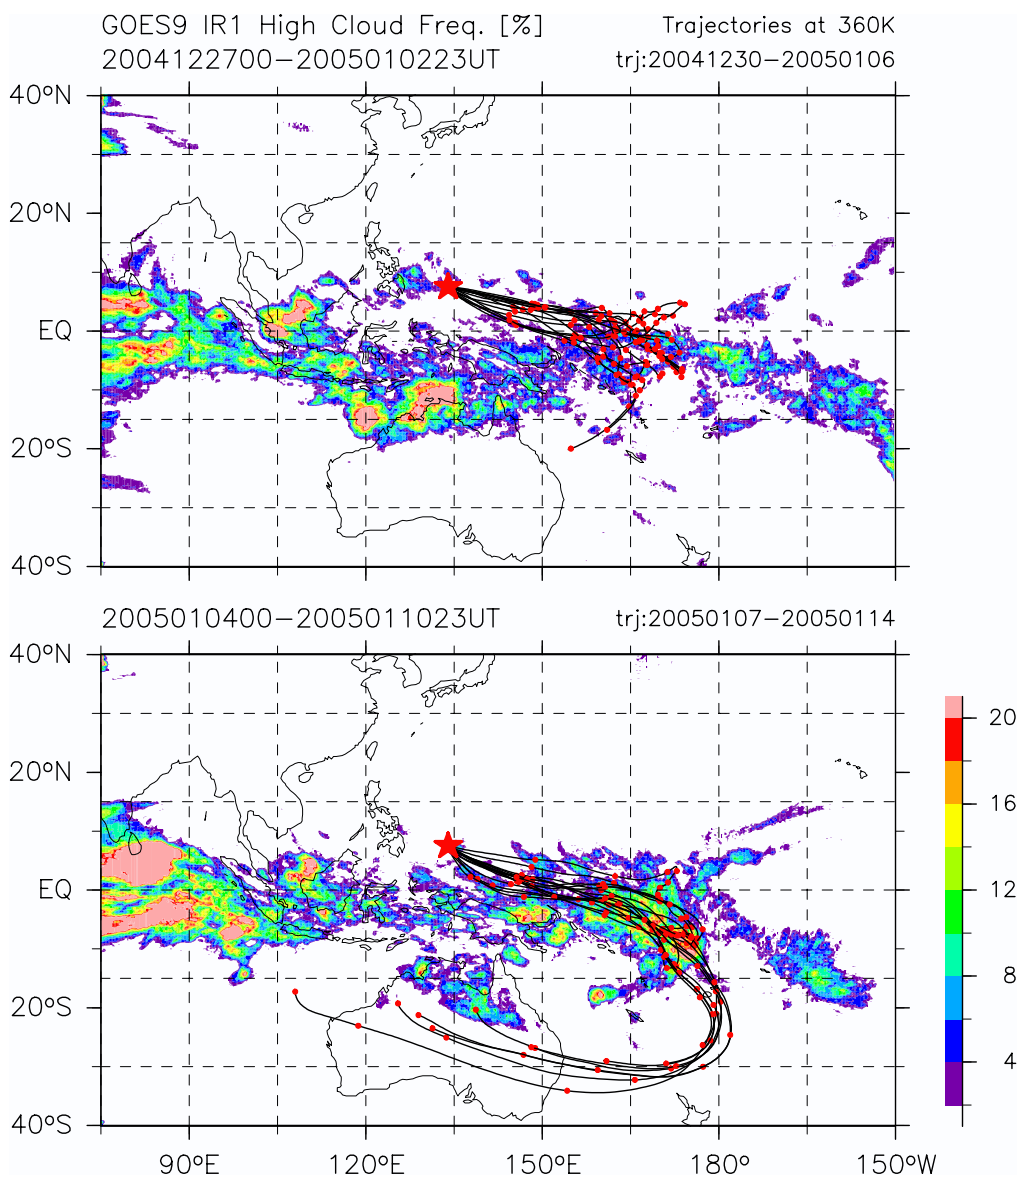 GOES9 IR1 High Cloud Freq. [%]
Trajectories at 360K
2004122700-2005010223UT
trj:20041230-20050106
40°N
20°N
EQ
20°S
40°S
2005010400-2005011023UT
trj:20050107-20050114
40°N
20°N
EQ
20°S
40°S
20
16
12
8
4
90°E
120°E
150°E
180°
150°W